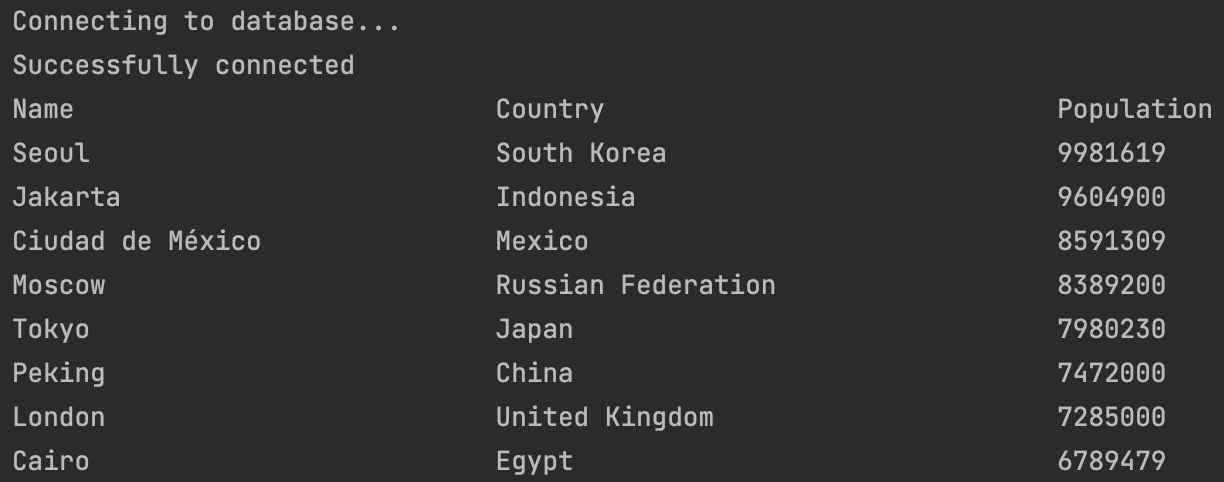 Connecting to database...
Successfully connected
Name Country Population
Seoul South Korea 9981619
Jakarta Indonesia 9604900
Ciudad de México Mexico 8591309
Moscow Russian Federation 8389200
Tokyo Japan 7980230
Peking China 7472000
London United Kingdom 7285000
Cairo Egypt 6789479